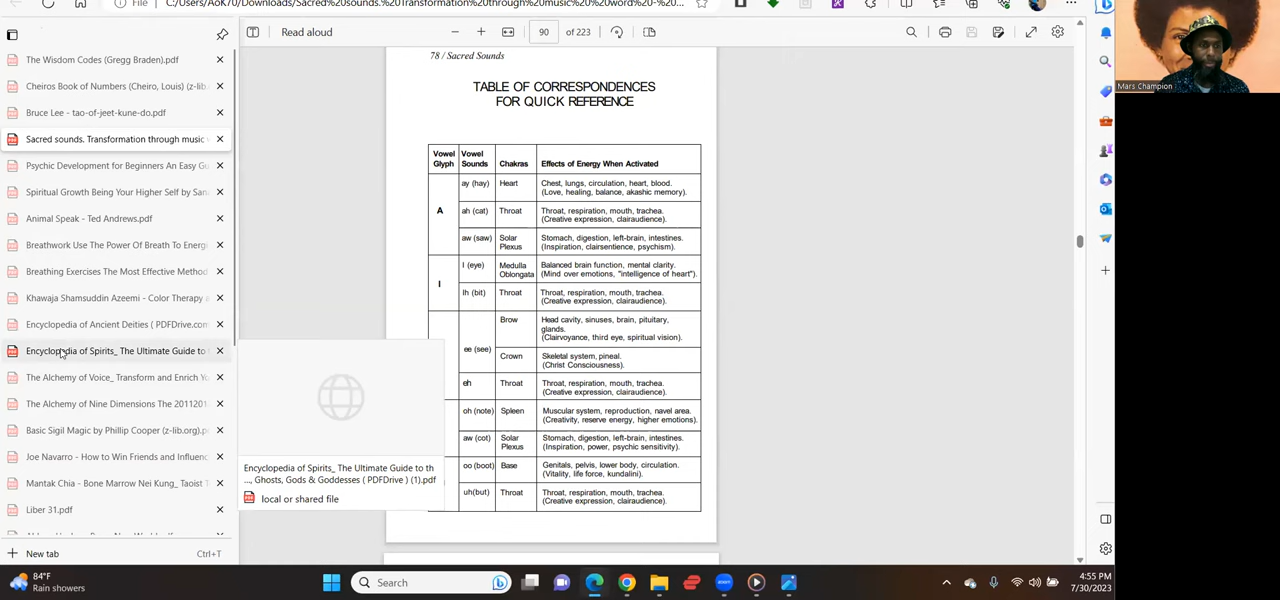 File
C:/Users/AoK70/Downloads/Sacred%20sounds.%20Transformation%20through%20music%20word%20-%20...
Read aloud
90 of 223
The Wisdom Codes (Gregg Braden).pdf
Cheiros Book of Numbers (Cheiro, Louis) (z-lib.
Bruce Lee - tao-of-jeet-kune-do.pdf
Sacred sounds. Transformation through music
Psychic Development for Beginners An Easy Gu
Spiritual Growth Being Your Higher Self by San
Animal Speak - Ted Andrews.pdf
Breathwork Use The Power Of Breath To Energi
Breathing Exercises The Most Effective Method
Khawaja Shamsuddin Azeemi - Color Therapy
Encyclopedia of Ancient Deities ( PDFDrive.com
Encyclopedia of Spirits_ The Ultimate Guide to
The Alchemy of Voice_ Transform and Enrich Yo
The Alchemy of Nine Dimensions The 2011201
Basic Sigil Magic by Phillip Cooper (z-lib.org).pd
Joe Navarro - How to Win Friends and Influenc
Mantak Chia - Bone Marrow Nei Kung_ Taoist T
Liber 31.pdf
New tab Ctrl+T
Encyclopedia of Spirits_ The Ultimate Guide to th
..., Ghosts, Gods & Goddesses ( PDFDrive ) (1).pdf
local or shared file
78 / Sacred Sounds
TABLE OF CORRESPONDENCES
FOR QUICK REFERENCE
Vowel Glyph Vowel Sounds Chakras Effects of Energy When Activated
A
ay (hay) Heart Chest, lungs, circulation, heart, blood.
(Love, healing, balance, akashic memory).
ah (cat) Throat Throat, respiration, mouth, trachea.
(Creative expression, clairaudience).
aw (saw) Solar Plexus Stomach, digestion, left-brain, intestines.
(Inspiration, clairsentience, psychism).
I
I (eye) Medulla Oblongata Balanced brain function, mental clarity.
(Mind over emotions, "intelligence of heart").
Ih (bit) Throat Throat, respiration, mouth, trachea.
(Creative expression, clairaudience).
ee (see) Brow Head cavity, sinuses, brain, pituitary,
glands.
(Clairvoyance, third eye, spiritual vision).
Crown Skeletal system, pineal.
(Christ Consciousness).
eh Throat Throat, respiration, mouth, trachea.
(Creative expression, clairaudience).
oh (note) Spleen Muscular system, reproduction, navel area.
(Creativity, reserve energy, higher emotions).
aw (cot) Solar Plexus Stomach, digestion, left-brain, intestines.
(Inspiration, power, psychic sensitivity).
oo (boot) Base Genitals, pelvis, lower body, circulation.
(Vitality, life force, kundalini).
uh(but) Throat Throat, respiration, mouth, trachea.
(Creative expression, clairaudience).
Mars Champion
84°F
Rain showers
Search
4:55 PM
7/30/2023